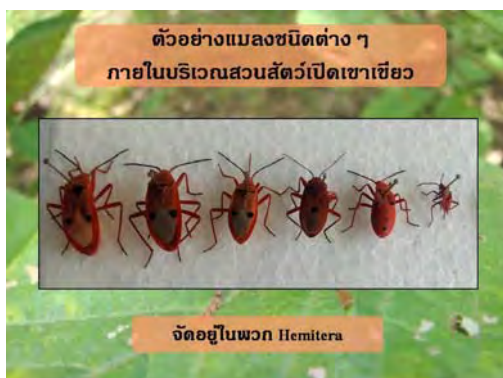 ตัวอย่างแมลงชนิดต่าง ๆ
ภายในบริเวณสวนสัตว์เปิดเขาเขียว
จัดอยู่ในพวก Hemitera